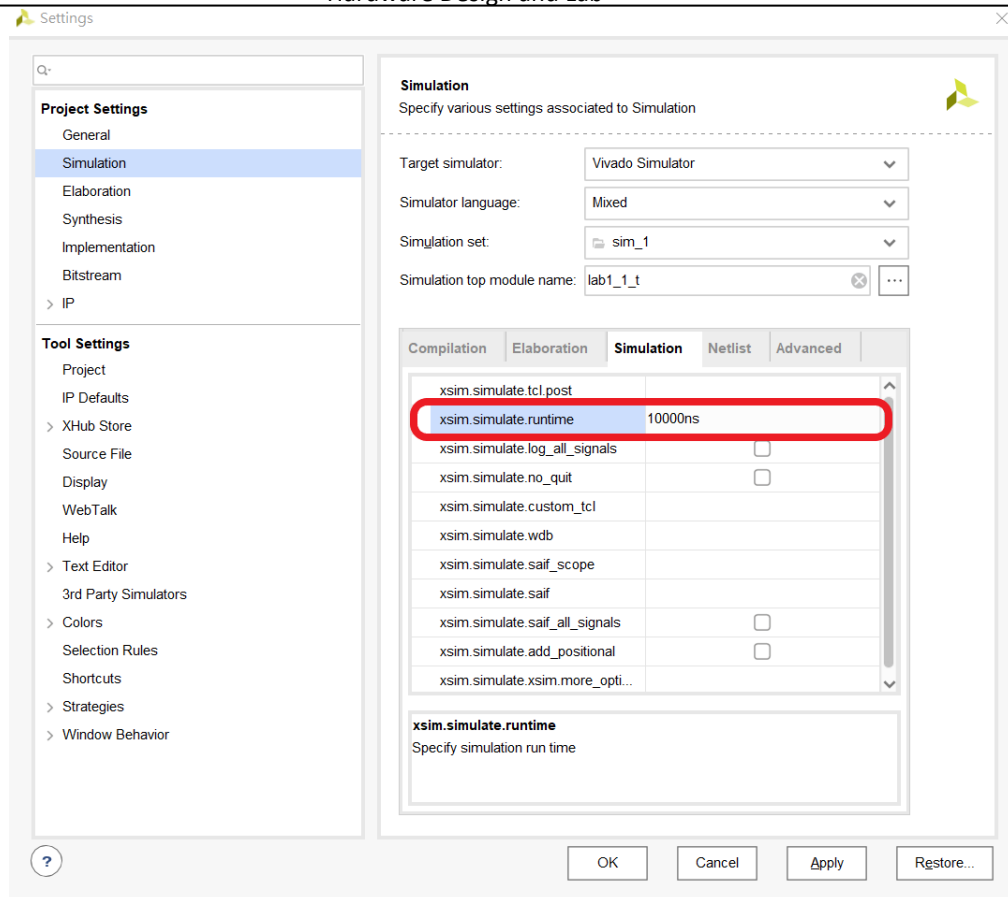 Hardware Design and Lab
Settings
Project Settings
General
Simulation
Elaboration
Synthesis
Implementation
Bitstream
IP
Tool Settings
Project
IP Defaults
XHub Store
Source File
Display
WebTalk
Help
Text Editor
3rd Party Simulators
Colors
Selection Rules
Shortcuts
Strategies
Window Behavior
Simulation
Specify various settings associated to Simulation
Target simulator: Vivado Simulator
Simulator language: Mixed
Simulation set: sim_1
Simulation top module name: lab1_1_t ...
Compilation Elaboration Simulation Netlist Advanced
xsim.simulate.tcl.post
xsim.simulate.runtime 10000ns
xsim.simulate.log_all_signals
xsim.simulate.no_quit
xsim.simulate.custom_tcl
xsim.simulate.wdb
xsim.simulate.saif_scope
xsim.simulate.saif
xsim.simulate.saif_all_signals
xsim.simulate.add_positional
xsim.simulate.xsim.more_opti...
xsim.simulate.runtime
Specify simulation run time
? OK Cancel Apply Restore...